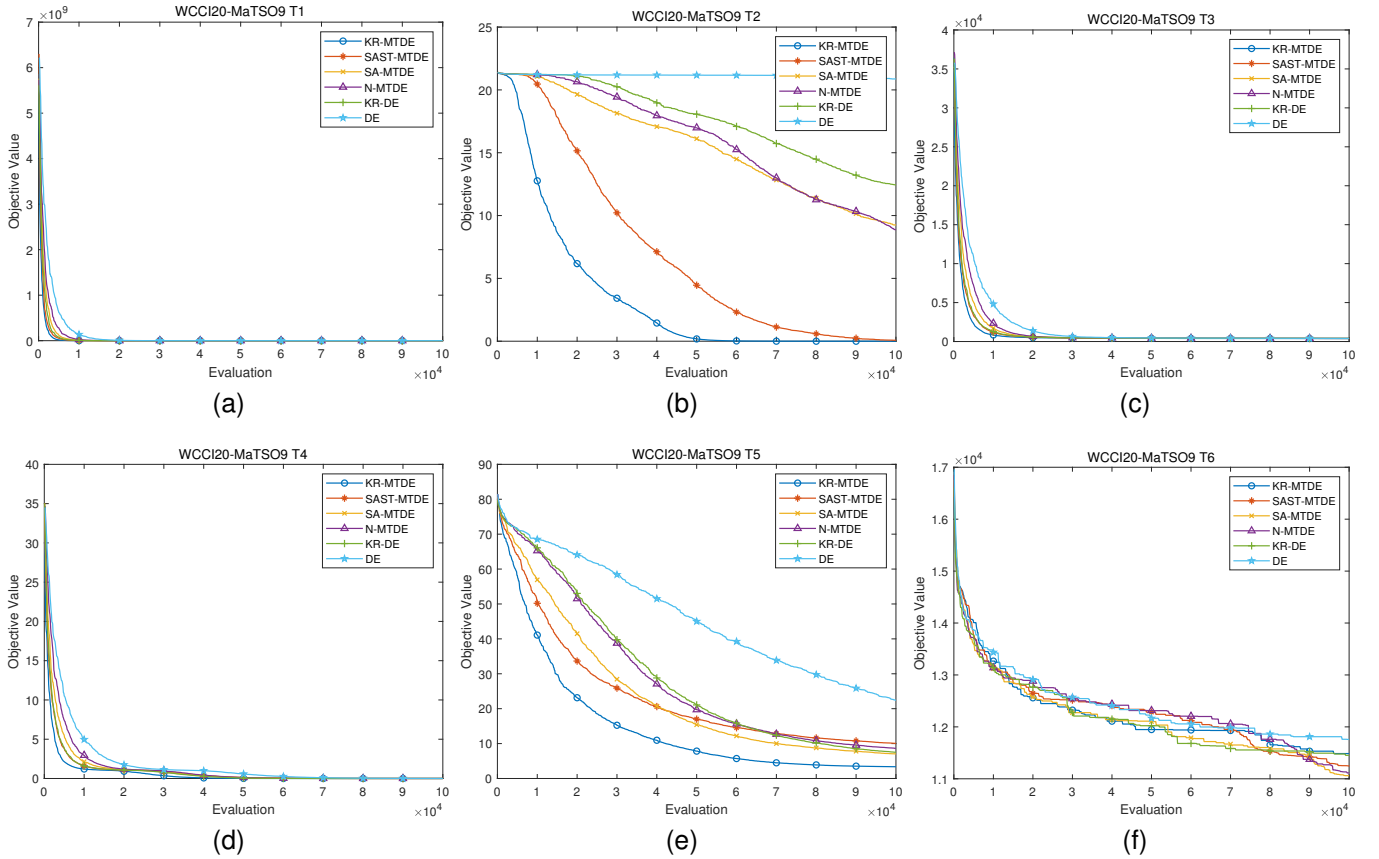 WCCI20-MaTSO9 T1
×10^9
7
6
5
4
3
2
1
0
Objective Value
KR-MTDE
SAST-MTDE
SA-MTDE
N-MTDE
KR-DE
DE
0 1 2 3 4 5 6 7 8 9 10
Evaluation
×10^4
(a)
WCCI20-MaTSO9 T2
25
20
15
10
5
0
Objective Value
KR-MTDE
SAST-MTDE
SA-MTDE
N-MTDE
KR-DE
DE
0 1 2 3 4 5 6 7 8 9 10
Evaluation
×10^4
(b)
WCCI20-MaTSO9 T3
×10^4
4
3.5
3
2.5
2
1.5
1
0.5
0
Objective Value
KR-MTDE
SAST-MTDE
SA-MTDE
N-MTDE
KR-DE
DE
0 1 2 3 4 5 6 7 8 9 10
Evaluation
×10^4
(c)
WCCI20-MaTSO9 T4
40
35
30
25
20
15
10
5
0
Objective Value
KR-MTDE
SAST-MTDE
SA-MTDE
N-MTDE
KR-DE
DE
0 1 2 3 4 5 6 7 8 9 10
Evaluation
×10^4
(d)
WCCI20-MaTSO9 T5
90
80
70
60
50
40
30
20
10
0
Objective Value
KR-MTDE
SAST-MTDE
SA-MTDE
N-MTDE
KR-DE
DE
0 1 2 3 4 5 6 7 8 9 10
Evaluation
×10^4
(e)
WCCI20-MaTSO9 T6
×10^4
1.7
1.6
1.5
1.4
1.3
1.2
1.1
Objective Value
KR-MTDE
SAST-MTDE
SA-MTDE
N-MTDE
KR-DE
DE
0 1 2 3 4 5 6 7 8 9 10
Evaluation
×10^4
(f)